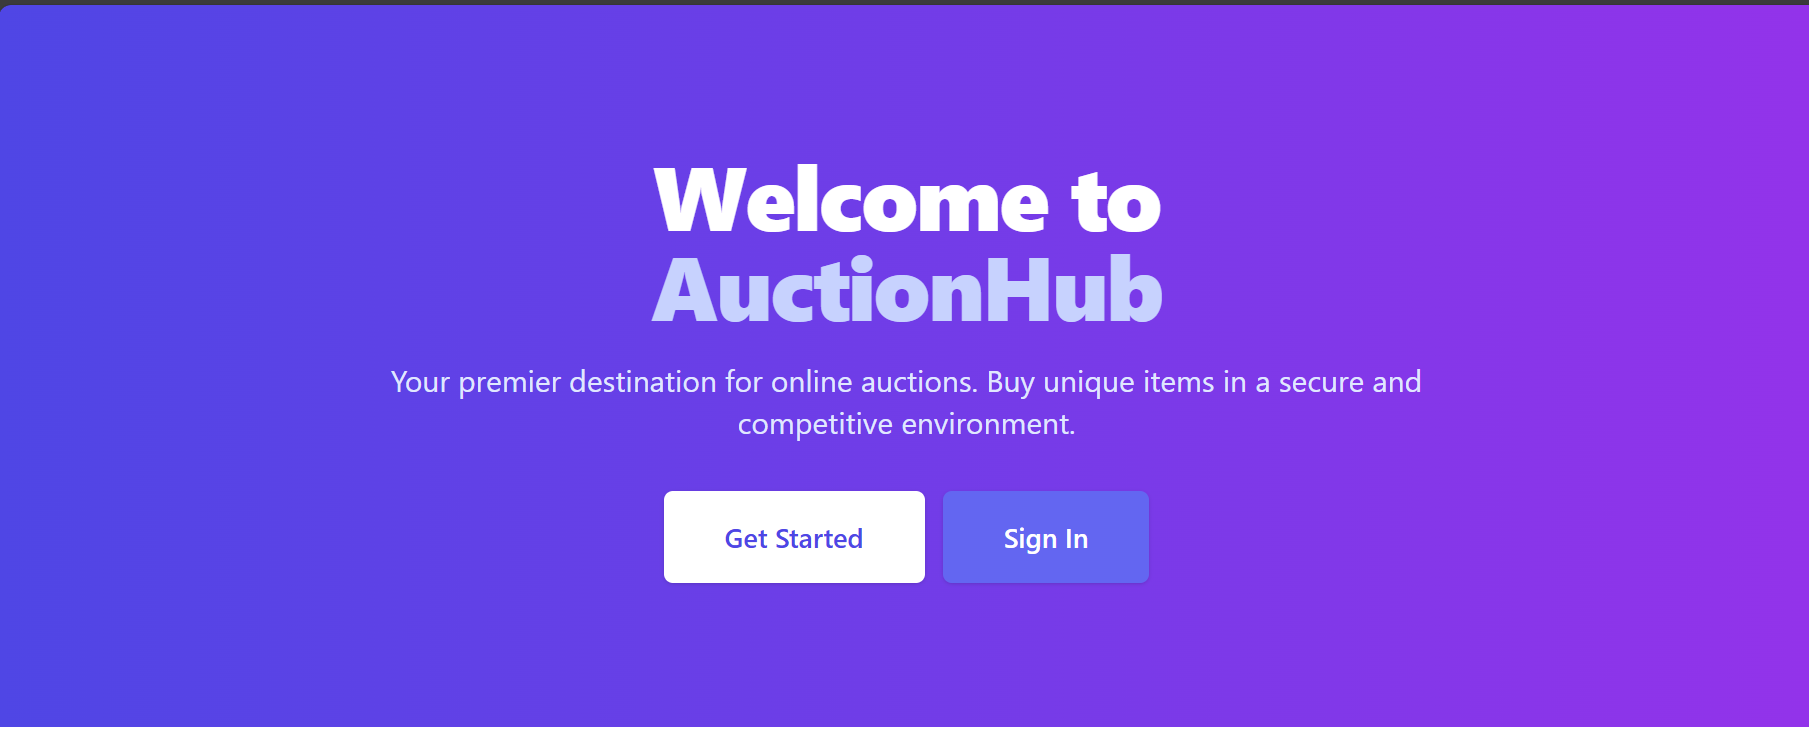 Welcome to
AuctionHub
Your premier destination for online auctions. Buy unique items in a secure and
competitive environment.
Get Started
Sign In